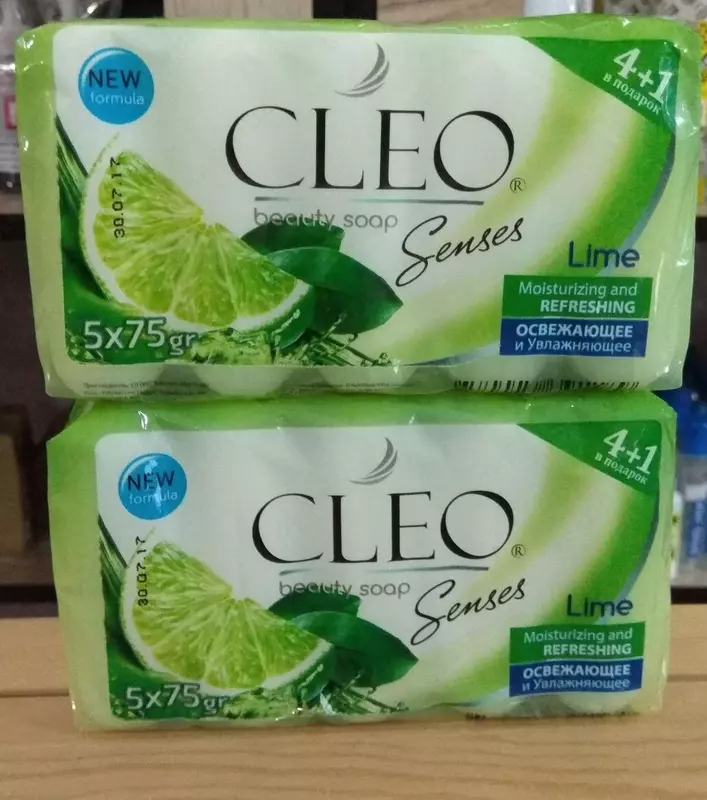 NEW
formula
4+1
в подарок
CLEO®
30.07.17
beauty soap
Senses
Lime
Moisturizing and
REFRESHING
ОСВЕЖАЮЩЕЕ
и Увлажняющее
5x75gr
NEW
formula
4+1
в подарок
CLEO®
30.07.17
beauty soap
Senses
Lime
Moisturizing and
REFRESHING
ОСВЕЖАЮЩЕЕ
и Увлажняющее
5x75gr